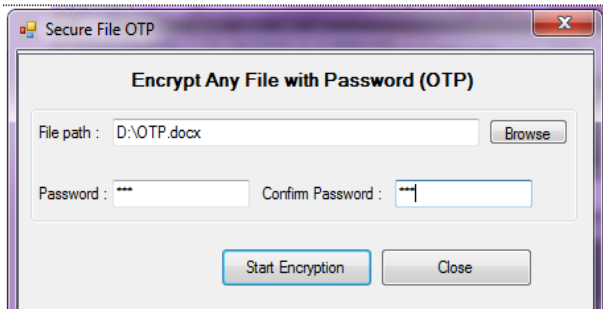 Secure File OTP
Encrypt Any File with Password (OTP)
File path : D:\OTP.docx Browse
Password : *** Confirm Password : ***
Start Encryption Close